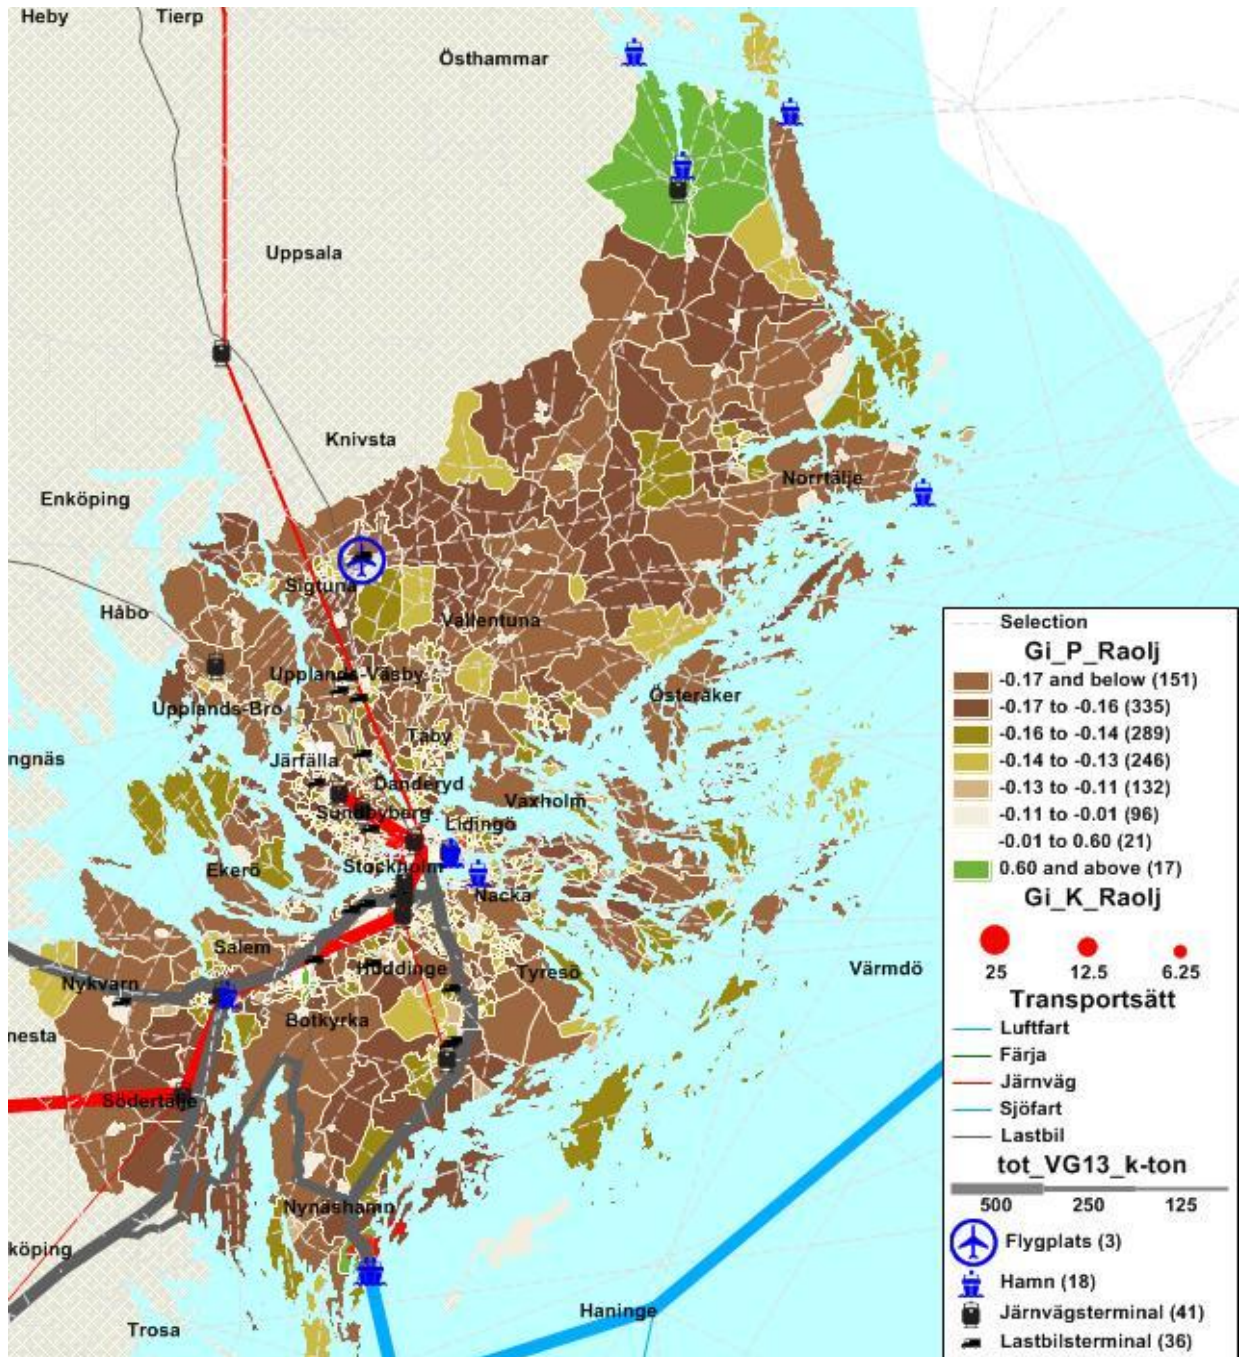 Heby
Tierp
Östhammar
Uppsala
Knivsta
Enköping
Norrtälje
Sigtuna
Håbo
Vallentuna
Upplands-Väsby
Österåker
Upplands-Bro
Täby
ngnäs
Järfälla
Danderyd
Vaxholm
Sundbyberg
Lidingö
Ekerö
Stockholm
Nacka
Salem
Huddinge
Tyresö
Värmdö
Nykvarn
Botkyrka
nesta
Södertälje
Nynäshamn
köping
Haninge
Trosa
Selection
Gi_P_Raolj
-0.17 and below (151)
-0.17 to -0.16 (335)
-0.16 to -0.14 (289)
-0.14 to -0.13 (246)
-0.13 to -0.11 (132)
-0.11 to -0.01 (96)
-0.01 to 0.60 (21)
0.60 and above (17)
Gi_K_Raolj
25 12.5 6.25
Transportsätt
Luftfart
Färja
Järnväg
Sjöfart
Lastbil
tot_VG13_k-ton
500 250 125
Flygplats (3)
Hamn (18)
Järnvägsterminal (41)
Lastbilsterminal (36)